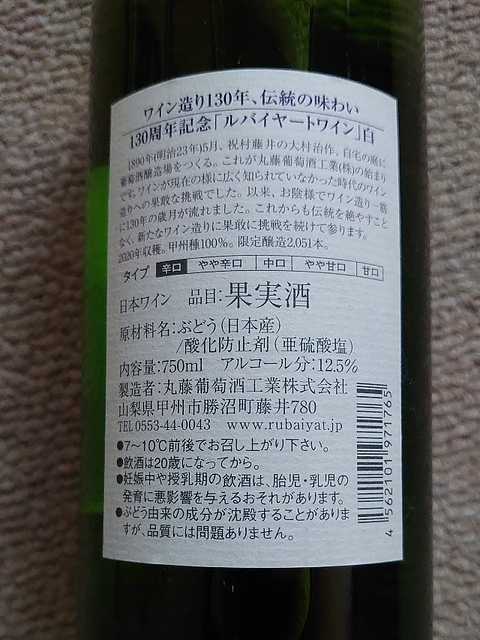 ワイン造り130年、伝統の味わい
130周年記念「ルバイヤートワイン」白
1890年(明治23年)5月、祝村藤井の大村治作、自宅の庭に
葡萄酒醸造場をつくる。これが丸藤葡萄酒工業(株)の始まり
です。ワインが現在の様に広く知られていなかった時代のワイン
造りへの果敢な挑戦でした。以来、お陰様でワイン造り一筋
に130年の歳月が流れました。これからも伝統を絶やすこと
なく、新たなワイン造りに果敢に挑戦を続けて参ります。
2020年収穫。甲州種100%。限定醸造2,051本。
タイプ 辛口 やや辛口 中口 やや甘口 甘口
日本ワイン 品目:果実酒
原材料名:ぶどう(日本産)
/酸化防止剤(亜硫酸塩)
内容量:750ml アルコール分:12.5%
製造者:丸藤葡萄酒工業株式会社
山梨県甲州市勝沼町藤井780
TEL 0553-44-0043 www.rubaiyat.jp
●7~10℃前後でお召し上がり下さい。
●飲酒は20歳になってから。
●妊娠中や授乳期の飲酒は、胎児・乳児の
発育に悪影響を与えるおそれがあります。
●ぶどう由来の成分が沈殿することがありま
すが、品質には問題ありません。
4 562101 971765